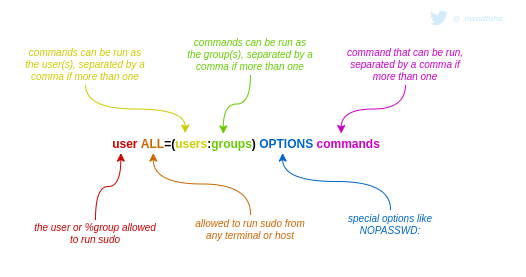 commands can be run as
the user(s), separated by a
comma if more than one
commands can be run as
the group(s), separated by a
comma if more than one
command that can be run,
separated by a comma if
more than one
user ALL=(users:groups) OPTIONS commands
the user or %group allowed
to run sudo
allowed to run sudo from
any terminal or host
special options like
NOPASSWD: